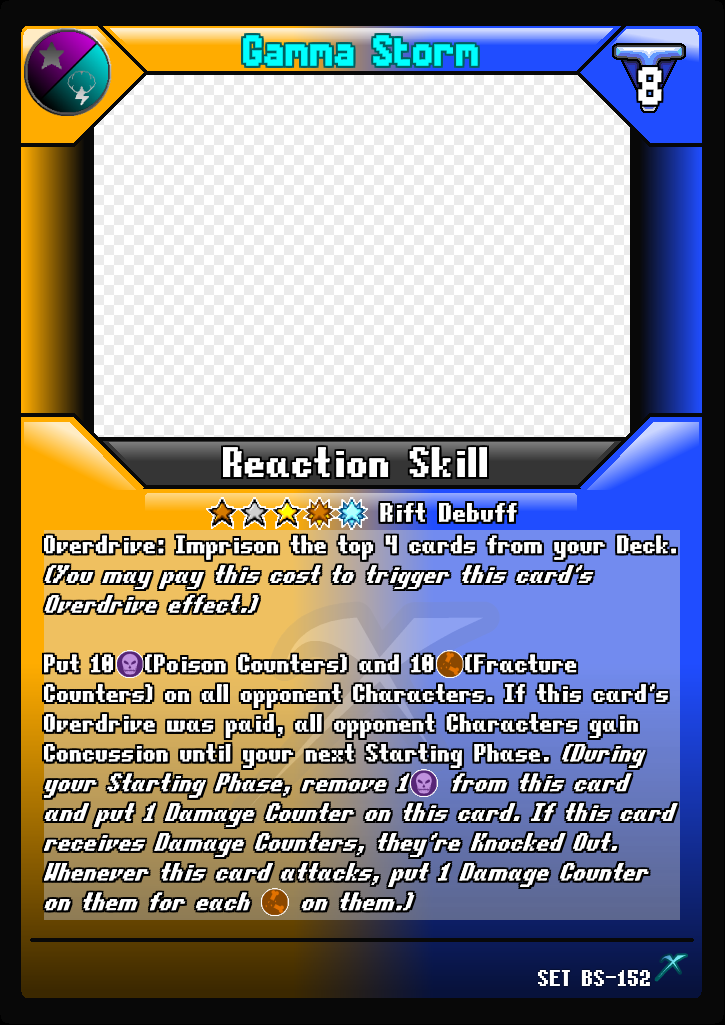 Gamma Storm
8
Reaction Skill
Rift Debuff
Overdrive: Imprison the top 4 cards from your Deck.
(You may pay this cost to trigger this card's
Overdrive effect.)
Put 10 (Poison Counters) and 10 (Fracture
Counters) on all opponent Characters. If this card's
Overdrive was paid, all opponent Characters gain
Concussion until your next Starting Phase. (During
your Starting Phase, remove 1 from this card
and put 1 Damage Counter on this card. If this card
receives Damage Counters, they're Knocked Out.
Whenever this card attacks, put 1 Damage Counter
on them for each on them.)
SET BS-152